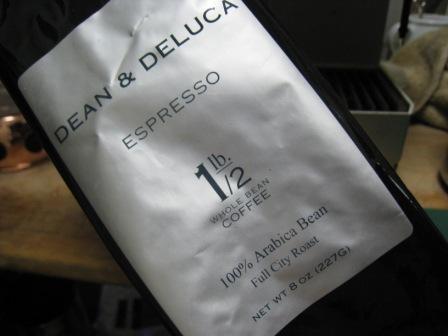 DEAN & DELUCA
ESPRESSO
1/2 lb.
WHOLE BEAN
COFFEE
100% Arabica Bean
Full City Roast
NET WT 8 OZ (227G)